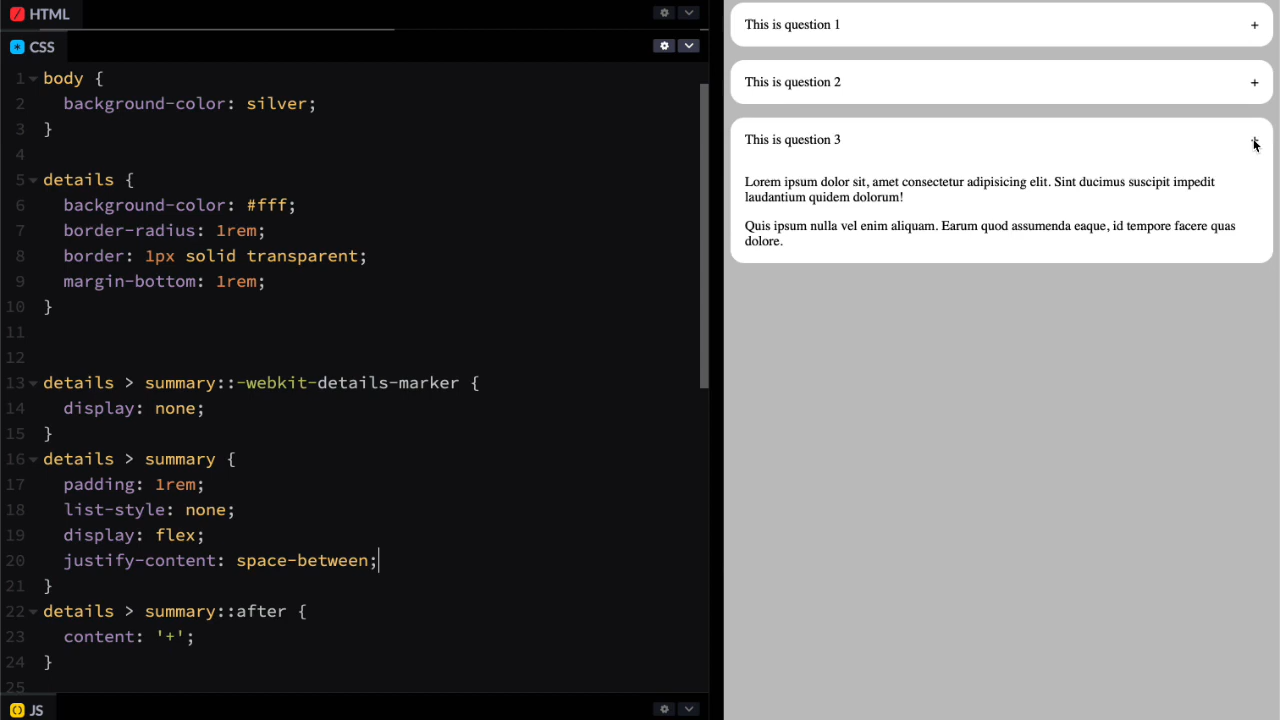 HTML
CSS
1 body {
2 background-color: silver;
3 }
4
5 details {
6 background-color: #fff;
7 border-radius: 1rem;
8 border: 1px solid transparent;
9 margin-bottom: 1rem;
10 }
11
12
13 details > summary::-webkit-details-marker {
14 display: none;
15 }
16 details > summary {
17 padding: 1rem;
18 list-style: none;
19 display: flex;
20 justify-content: space-between;
21 }
22 details > summary::after {
23 content: '+';
24 }
25
JS
This is question 1 +
This is question 2 +
This is question 3
Lorem ipsum dolor sit, amet consectetur adipisicing elit. Sint ducimus suscipit impedit
laudantium quidem dolorum!
Quis ipsum nulla vel enim aliquam. Earum quod assumenda eaque, id tempore facere quas
dolore.